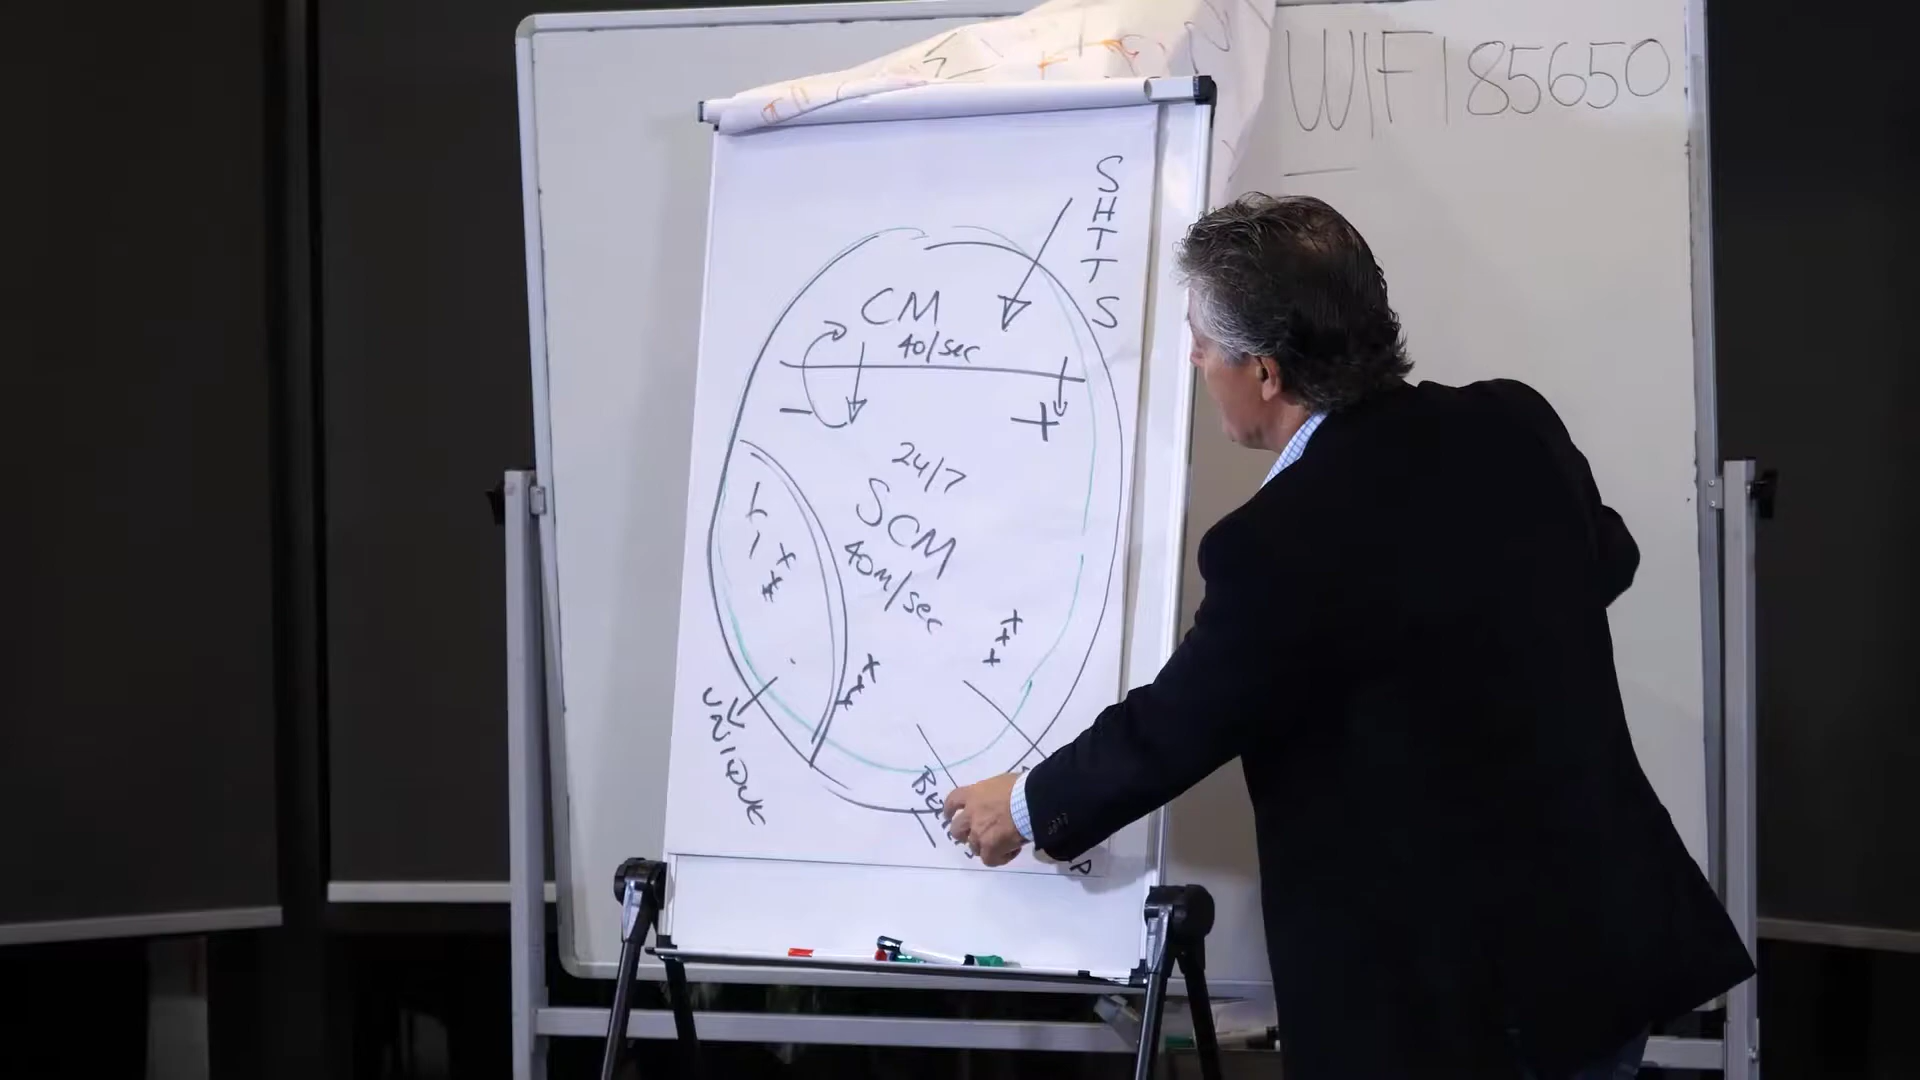 WIFI 85650
SHTTS
CM
40/sec
-
+
24/7
SCM
40M/sec
UNIQUE